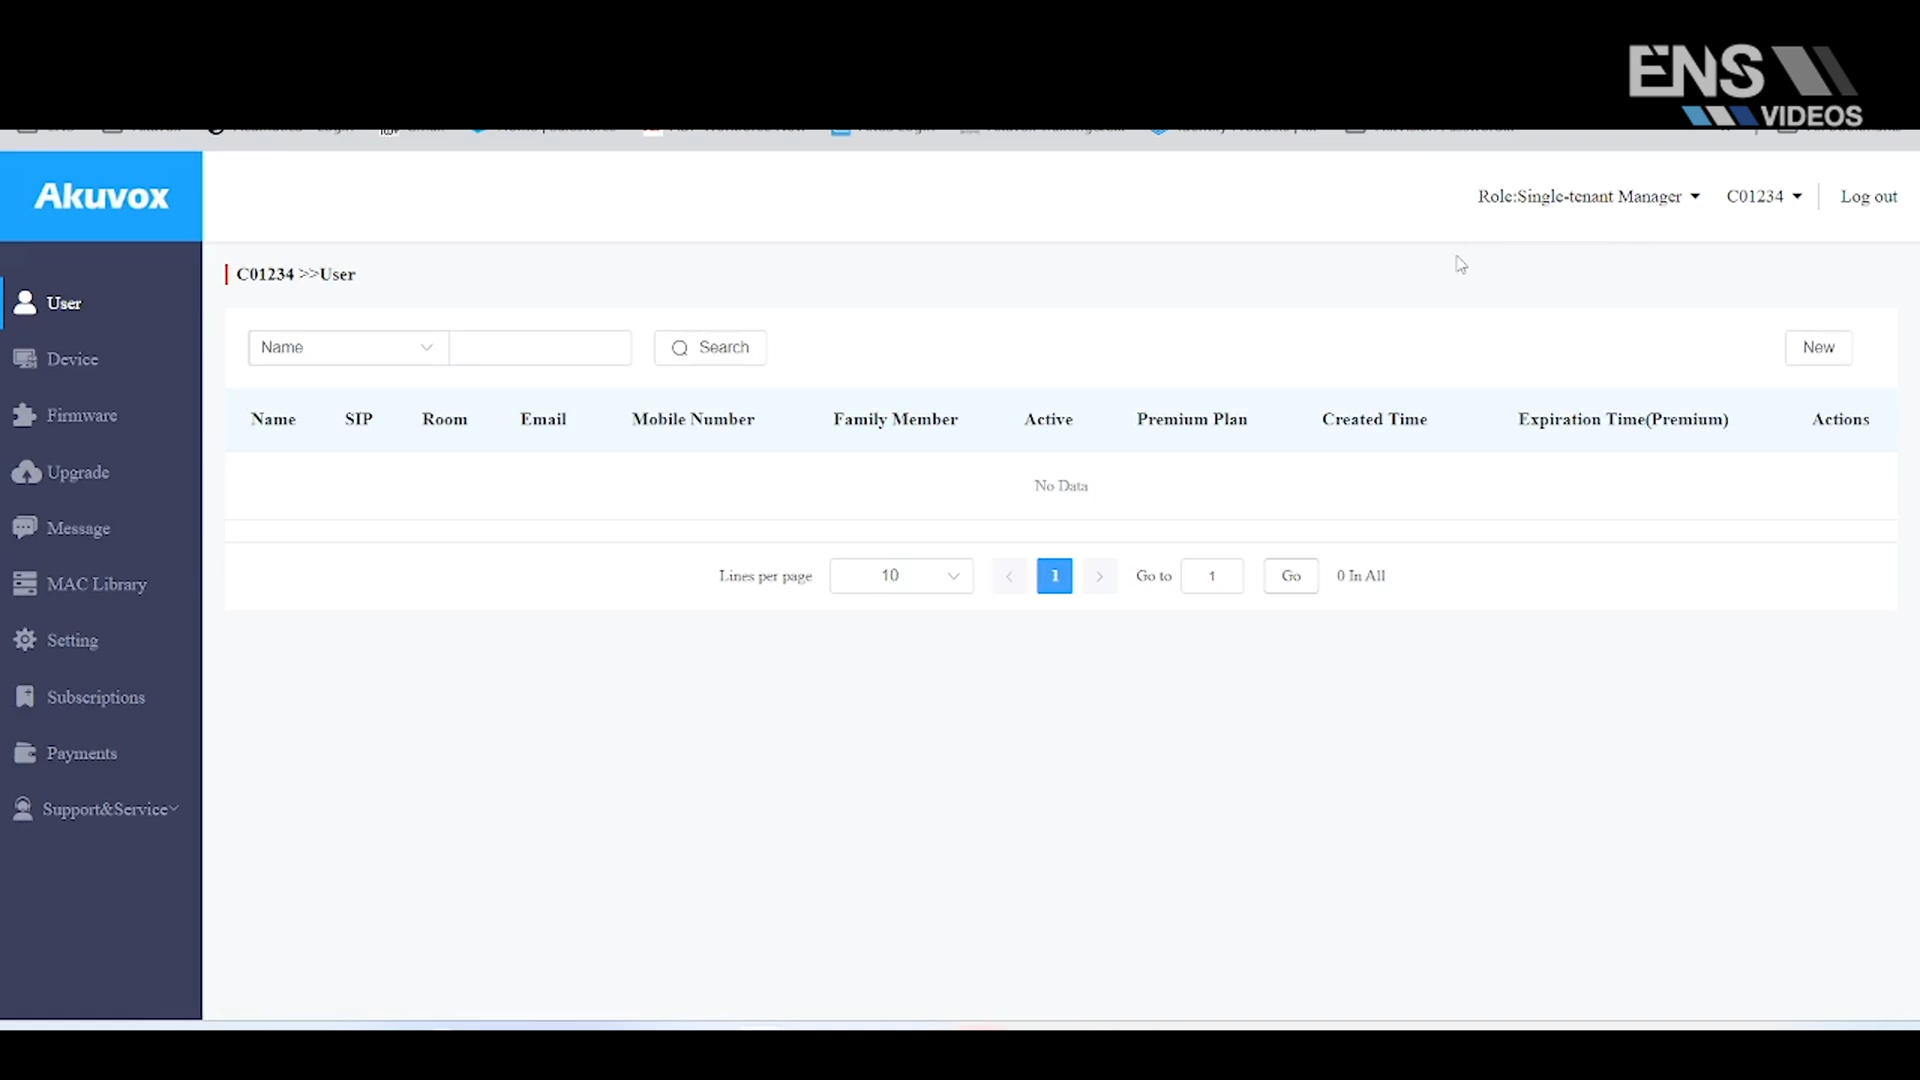 ENS
VIDEOS
Akuvox
Role:Single-tenant Manager
C01234
Log out
C01234 >>User
User
Device
Firmware
Upgrade
Message
MAC Library
Setting
Subscriptions
Payments
Support&Service
Name
Search
New
Name SIP Room Email Mobile Number Family Member Active Premium Plan Created Time Expiration Time(Premium) Actions
No Data
Lines per page 10 < 1 > Go to 1 Go 0 In All